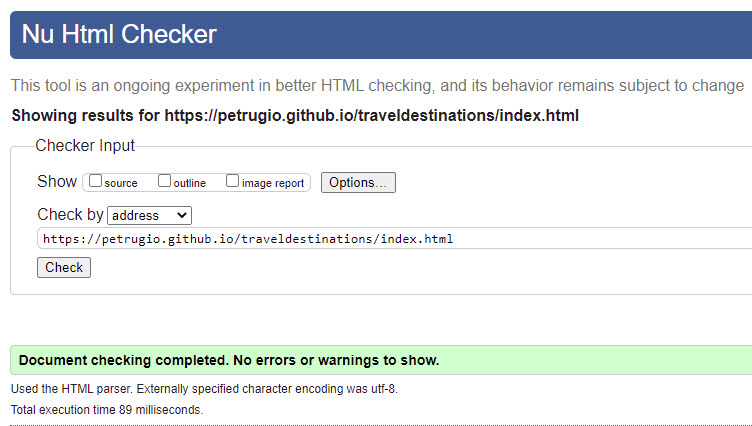 Nu Html Checker
This tool is an ongoing experiment in better HTML checking, and its behavior remains subject to change
Showing results for https://petrugio.github.io/traveldestinations/index.html
Checker Input
Show source outline image report Options...
Check by address
https://petrugio.github.io/traveldestinations/index.html
Check
Document checking completed. No errors or warnings to show.
Used the HTML parser. Externally specified character encoding was utf-8.
Total execution time 89 milliseconds.